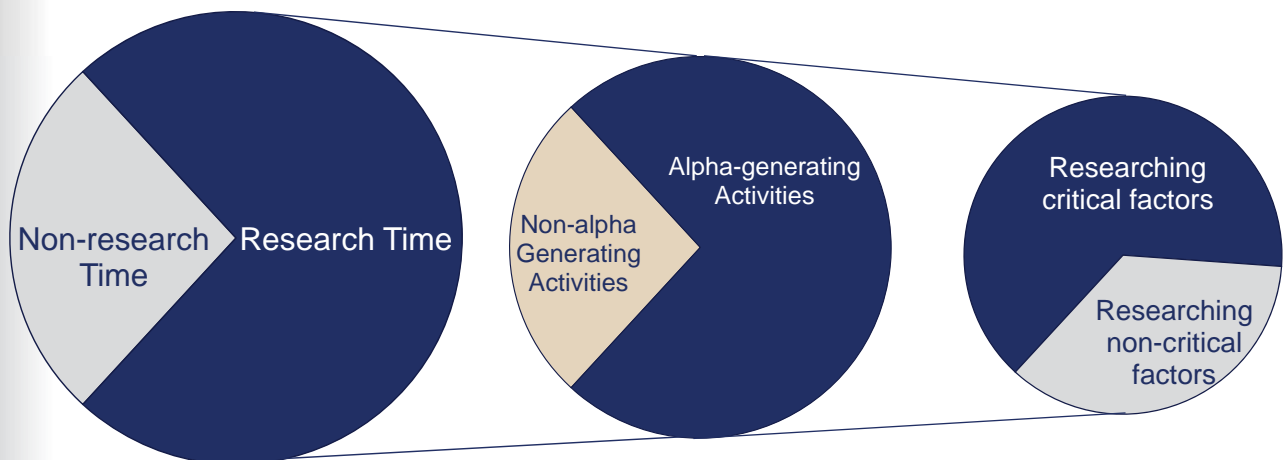 Non-research
Time
Research Time
Non-alpha
Generating
Activities
Alpha-generating
Activities
Researching
critical factors
Researching
non-critical
factors